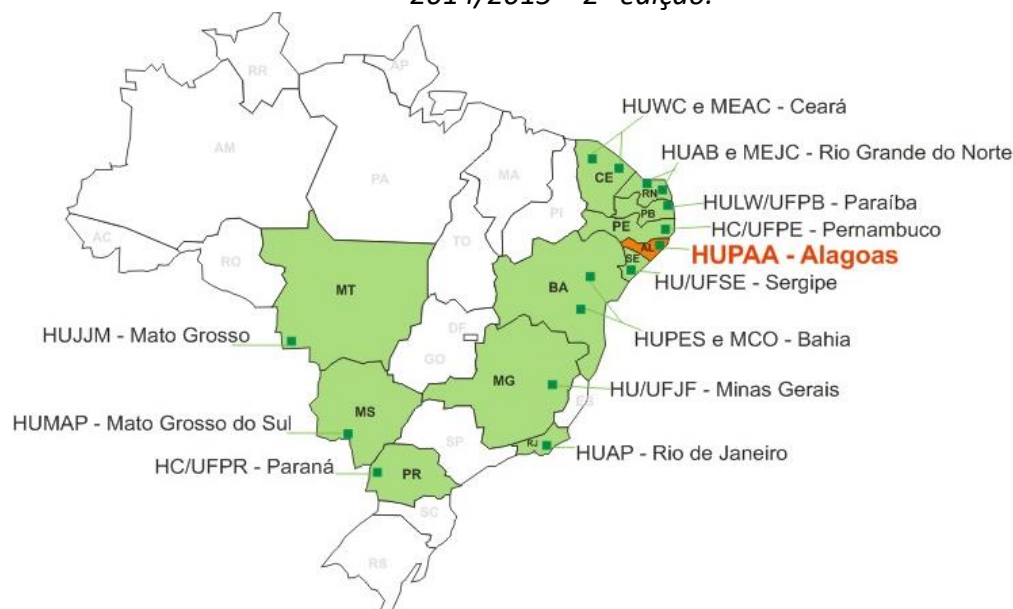 2014/2015 - 2ª edição.
RR
AP
AM
PA
MA
CE
RN
PB
PI
PE
AL
SE
AC
TO
RO
BA
MT
DF
GO
MG
ES
MS
SP
RJ
PR
SC
RS
HUWC e MEAC - Ceará
HUAB e MEJC - Rio Grande do Norte
HULW/UFPB - Paraíba
HC/UFPE - Pernambuco
HUPAA - Alagoas
HU/UFSE - Sergipe
HUJJM - Mato Grosso
HUPES e MCO - Bahia
HU/UFJF - Minas Gerais
HUMAP - Mato Grosso do Sul
HUAP - Rio de Janeiro
HC/UFPR - Paraná